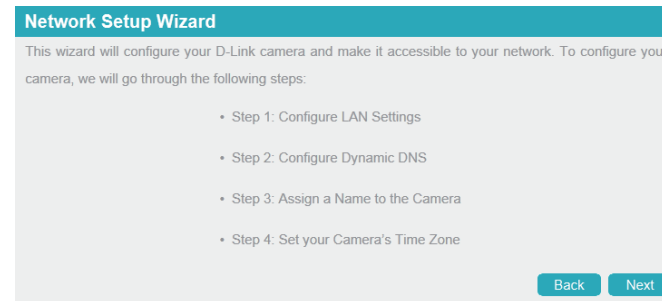 Network Setup Wizard
This wizard will configure your D-Link camera and make it accessible to your network. To configure you
camera, we will go through the following steps:
• Step 1: Configure LAN Settings
• Step 2: Configure Dynamic DNS
• Step 3: Assign a Name to the Camera
• Step 4: Set your Camera's Time Zone
Back Next